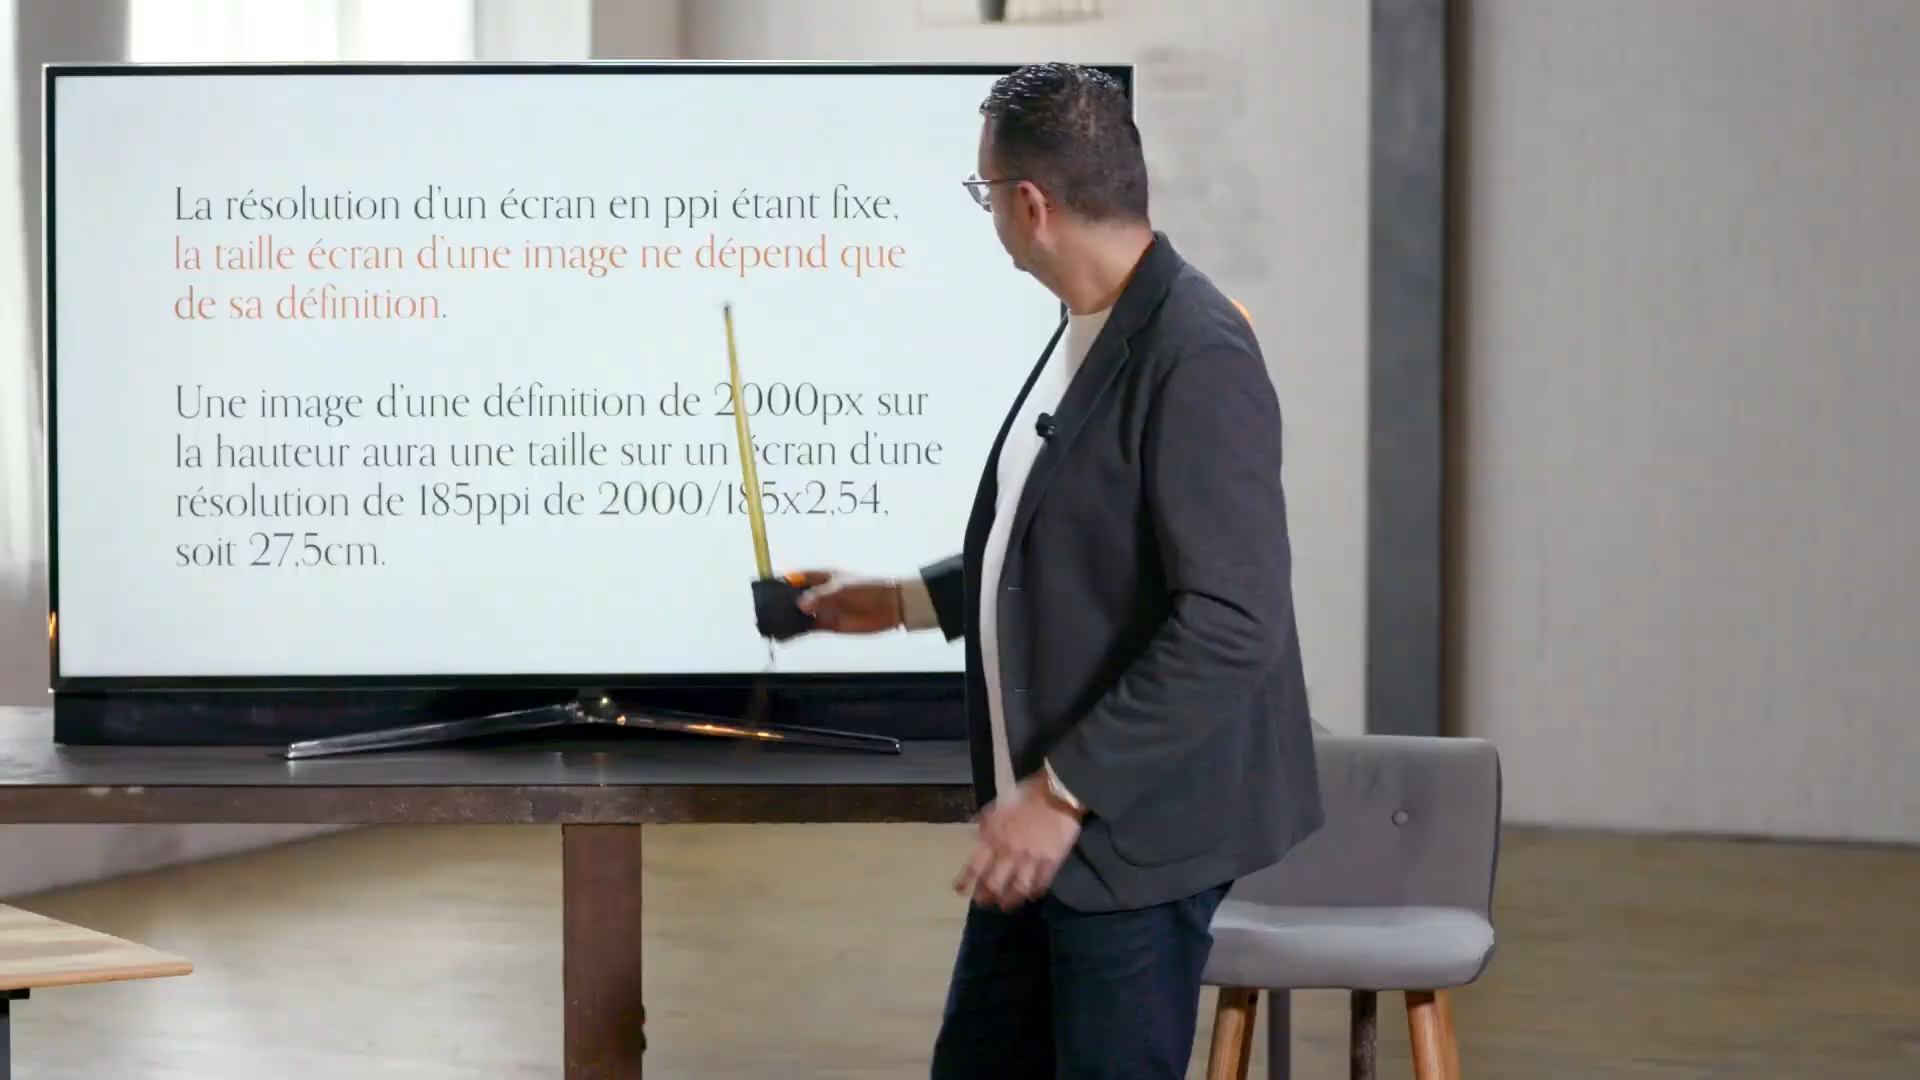 La résolution d'un écran en ppi étant fixe,
la taille écran d'une image ne dépend que
de sa définition.
Une image d'une définition de 2000px sur
la hauteur aura une taille sur un écran d'une
résolution de 185ppi de 2000/185x2,54,
soit 27,5cm.